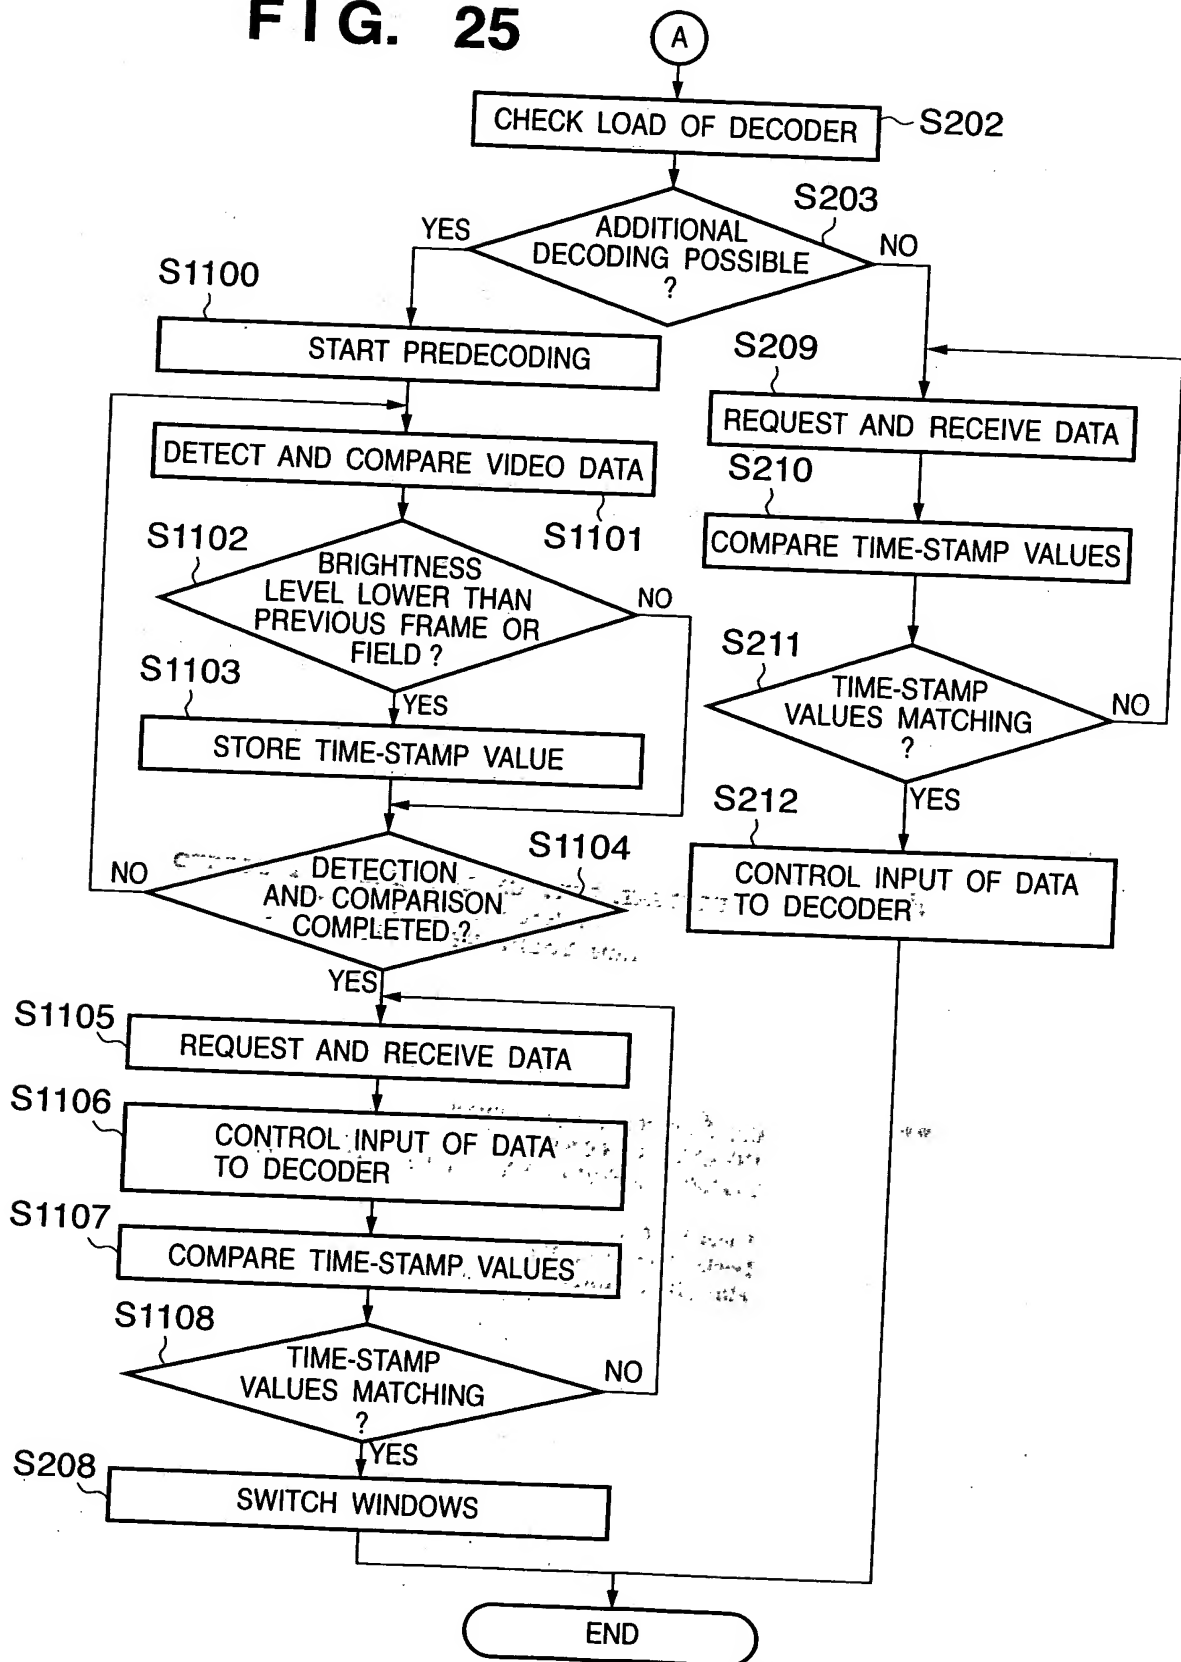 FIG. 25
A
CHECK LOAD OF DECODER
S202
S203
ADDITIONAL
DECODING POSSIBLE
?
YES
NO
S1100
START PREDECODING
S209
REQUEST AND RECEIVE DATA
DETECT AND COMPARE VIDEO DATA
S1101
S210
COMPARE TIME-STAMP VALUES
S1102
BRIGHTNESS
LEVEL LOWER THAN
PREVIOUS FRAME OR
FIELD ?
NO
YES
S211
TIME-STAMP
VALUES MATCHING
?
NO
YES
S1103
STORE TIME-STAMP VALUE
S212
CONTROL INPUT OF DATA
TO DECODER
S1104
DETECTION
AND COMPARISON
COMPLETED ?
NO
YES
S1105
REQUEST AND RECEIVE DATA
S1106
CONTROL INPUT OF DATA
TO DECODER
S1107
COMPARE TIME-STAMP VALUES
S1108
TIME-STAMP
VALUES MATCHING
?
NO
YES
S208
SWITCH WINDOWS
END